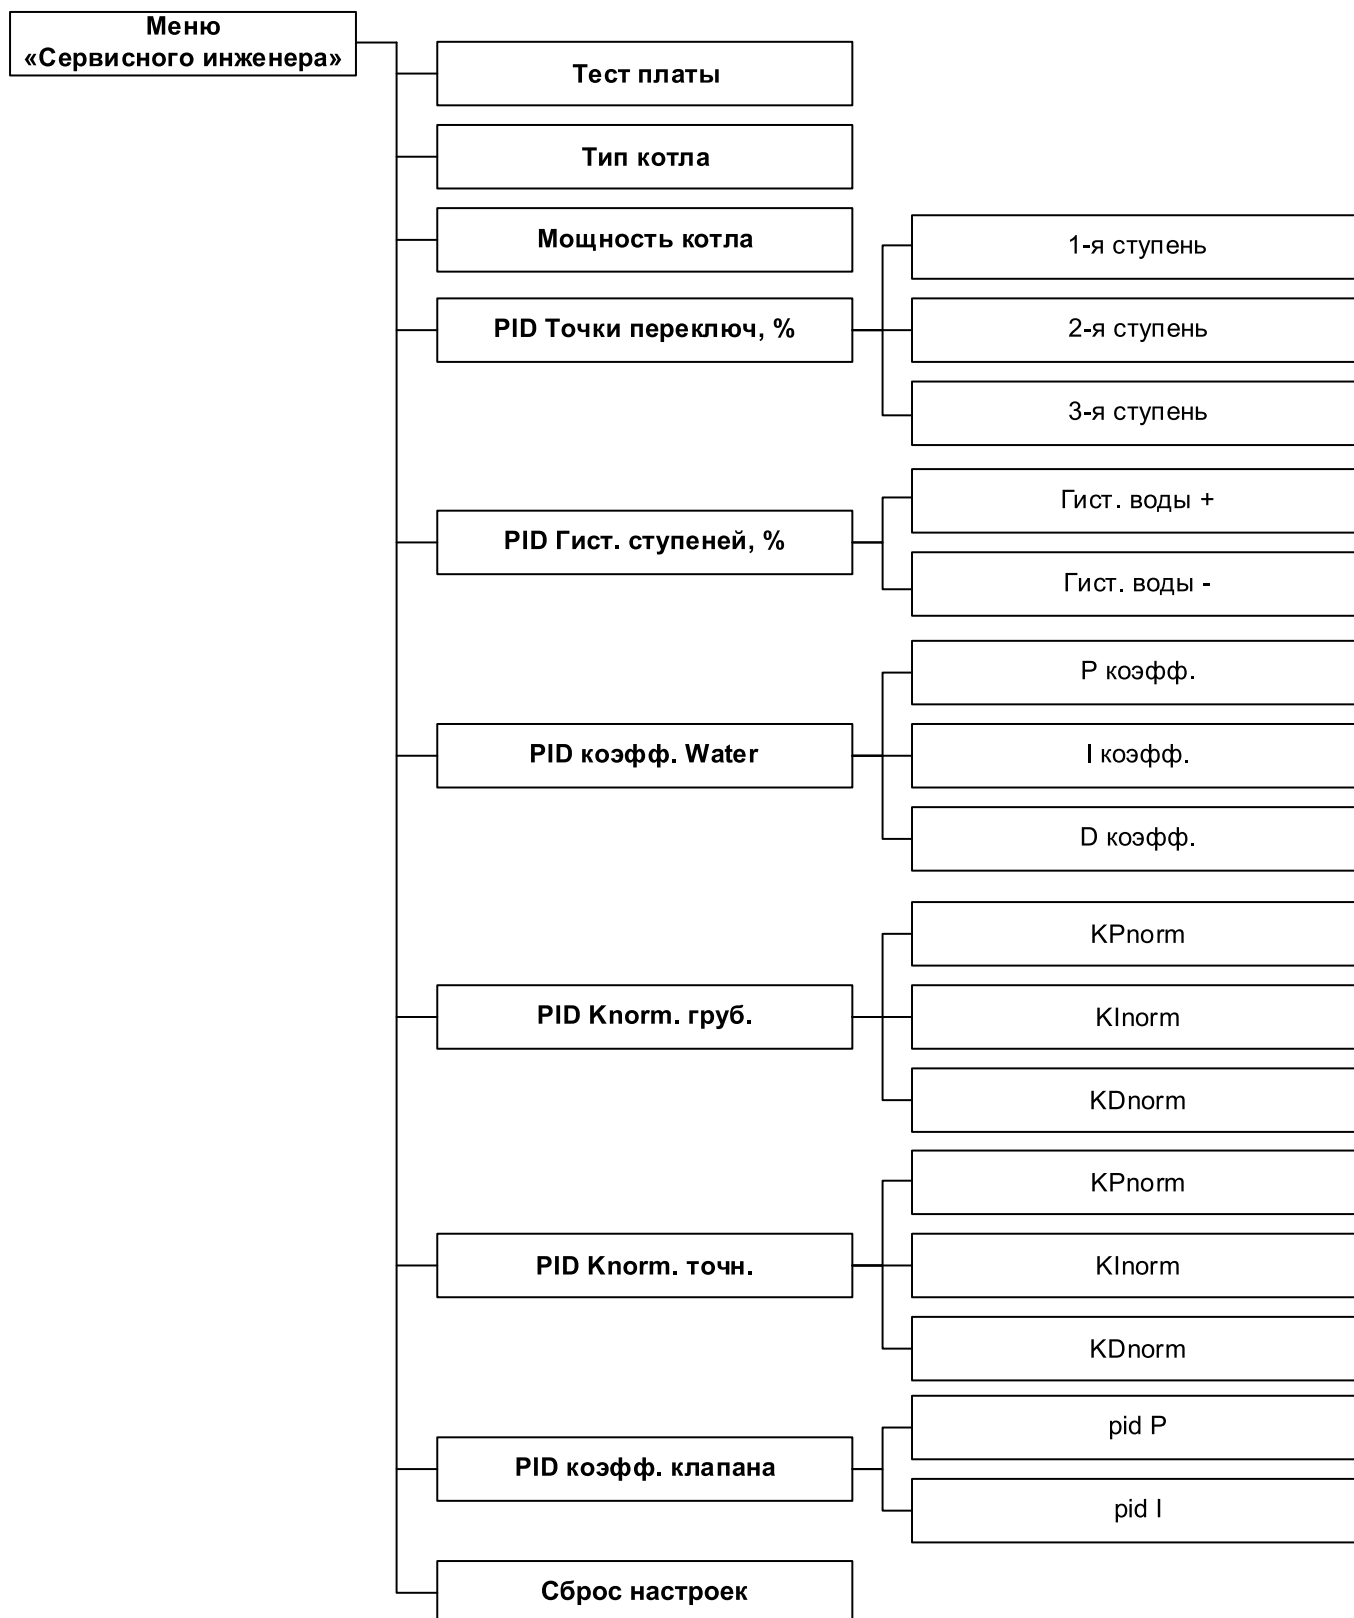 Меню
«Сервисного инженера»
Тест платы
Тип котла
Мощность котла
PID Точки переключ, %
1-я ступень
2-я ступень
3-я ступень
PID Гист. ступеней, %
Гист. воды +
Гист. воды -
PID коэфф. Water
P коэфф.
I коэфф.
D коэфф.
PID Knorm. груб.
KPnorm
KInorm
KDnorm
PID Knorm. точн.
KPnorm
KInorm
KDnorm
PID коэфф. клапана
pid P
pid I
Сброс настроек